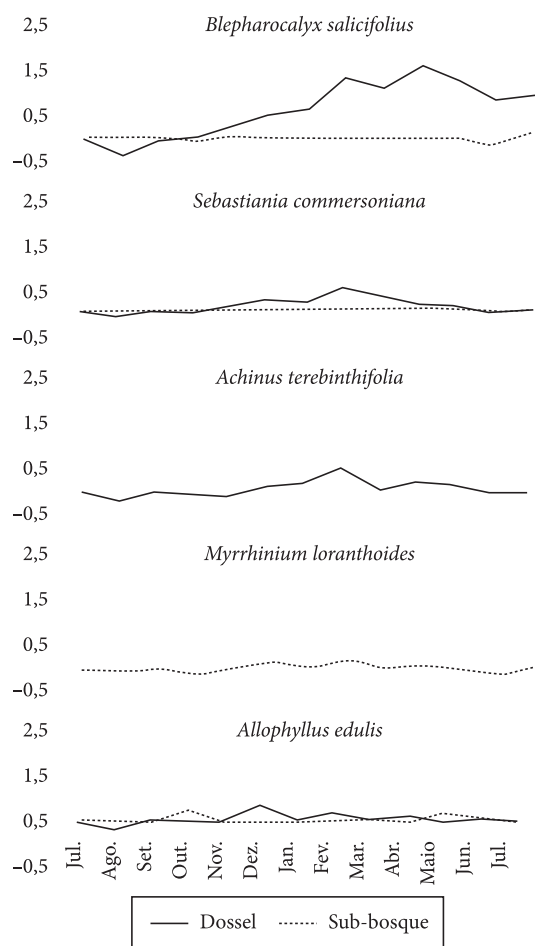 2,5
Blepharocalyx salicifolius
1,5
0,5
–0,5
2,5
Sebastiania commersoniana
1,5
0,5
–0,5
2,5
Achinus terebinthifolia
1,5
0,5
–0,5
2,5
Myrrhinium loranthoides
1,5
0,5
–0,5
2,5
Allophyllus edulis
1,5
0,5
–0,5
Jul. Ago. Set. Out. Nov. Dez. Jan. Fev. Mar. Abr. Maio Jun. Jul.
Dossel Sub-bosque